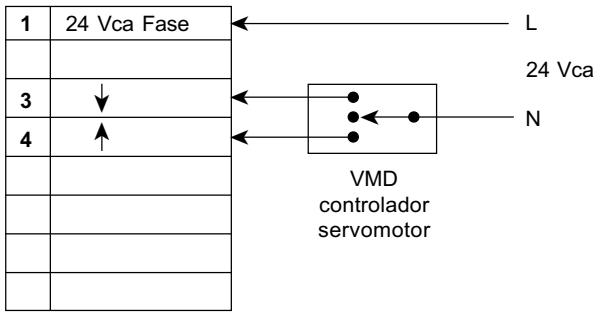 1 24 Vca Fase L
24 Vca
3
N
4
VMD
controlador
servomotor